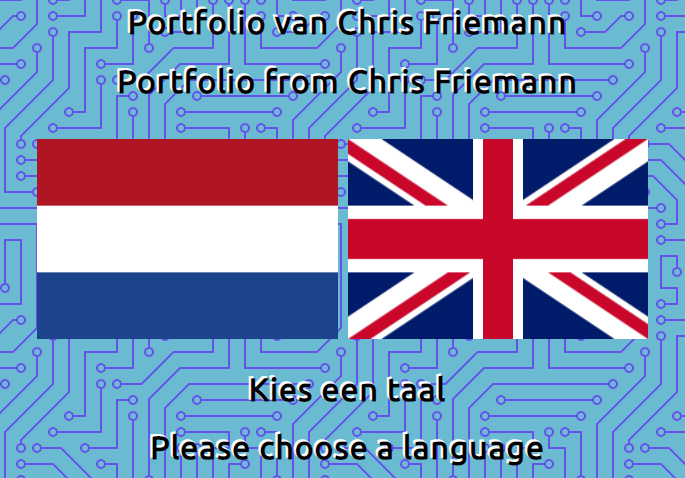 Portfolio van Chris Friemann
Portfolio from Chris Friemann
Kies een taal
Please choose a language